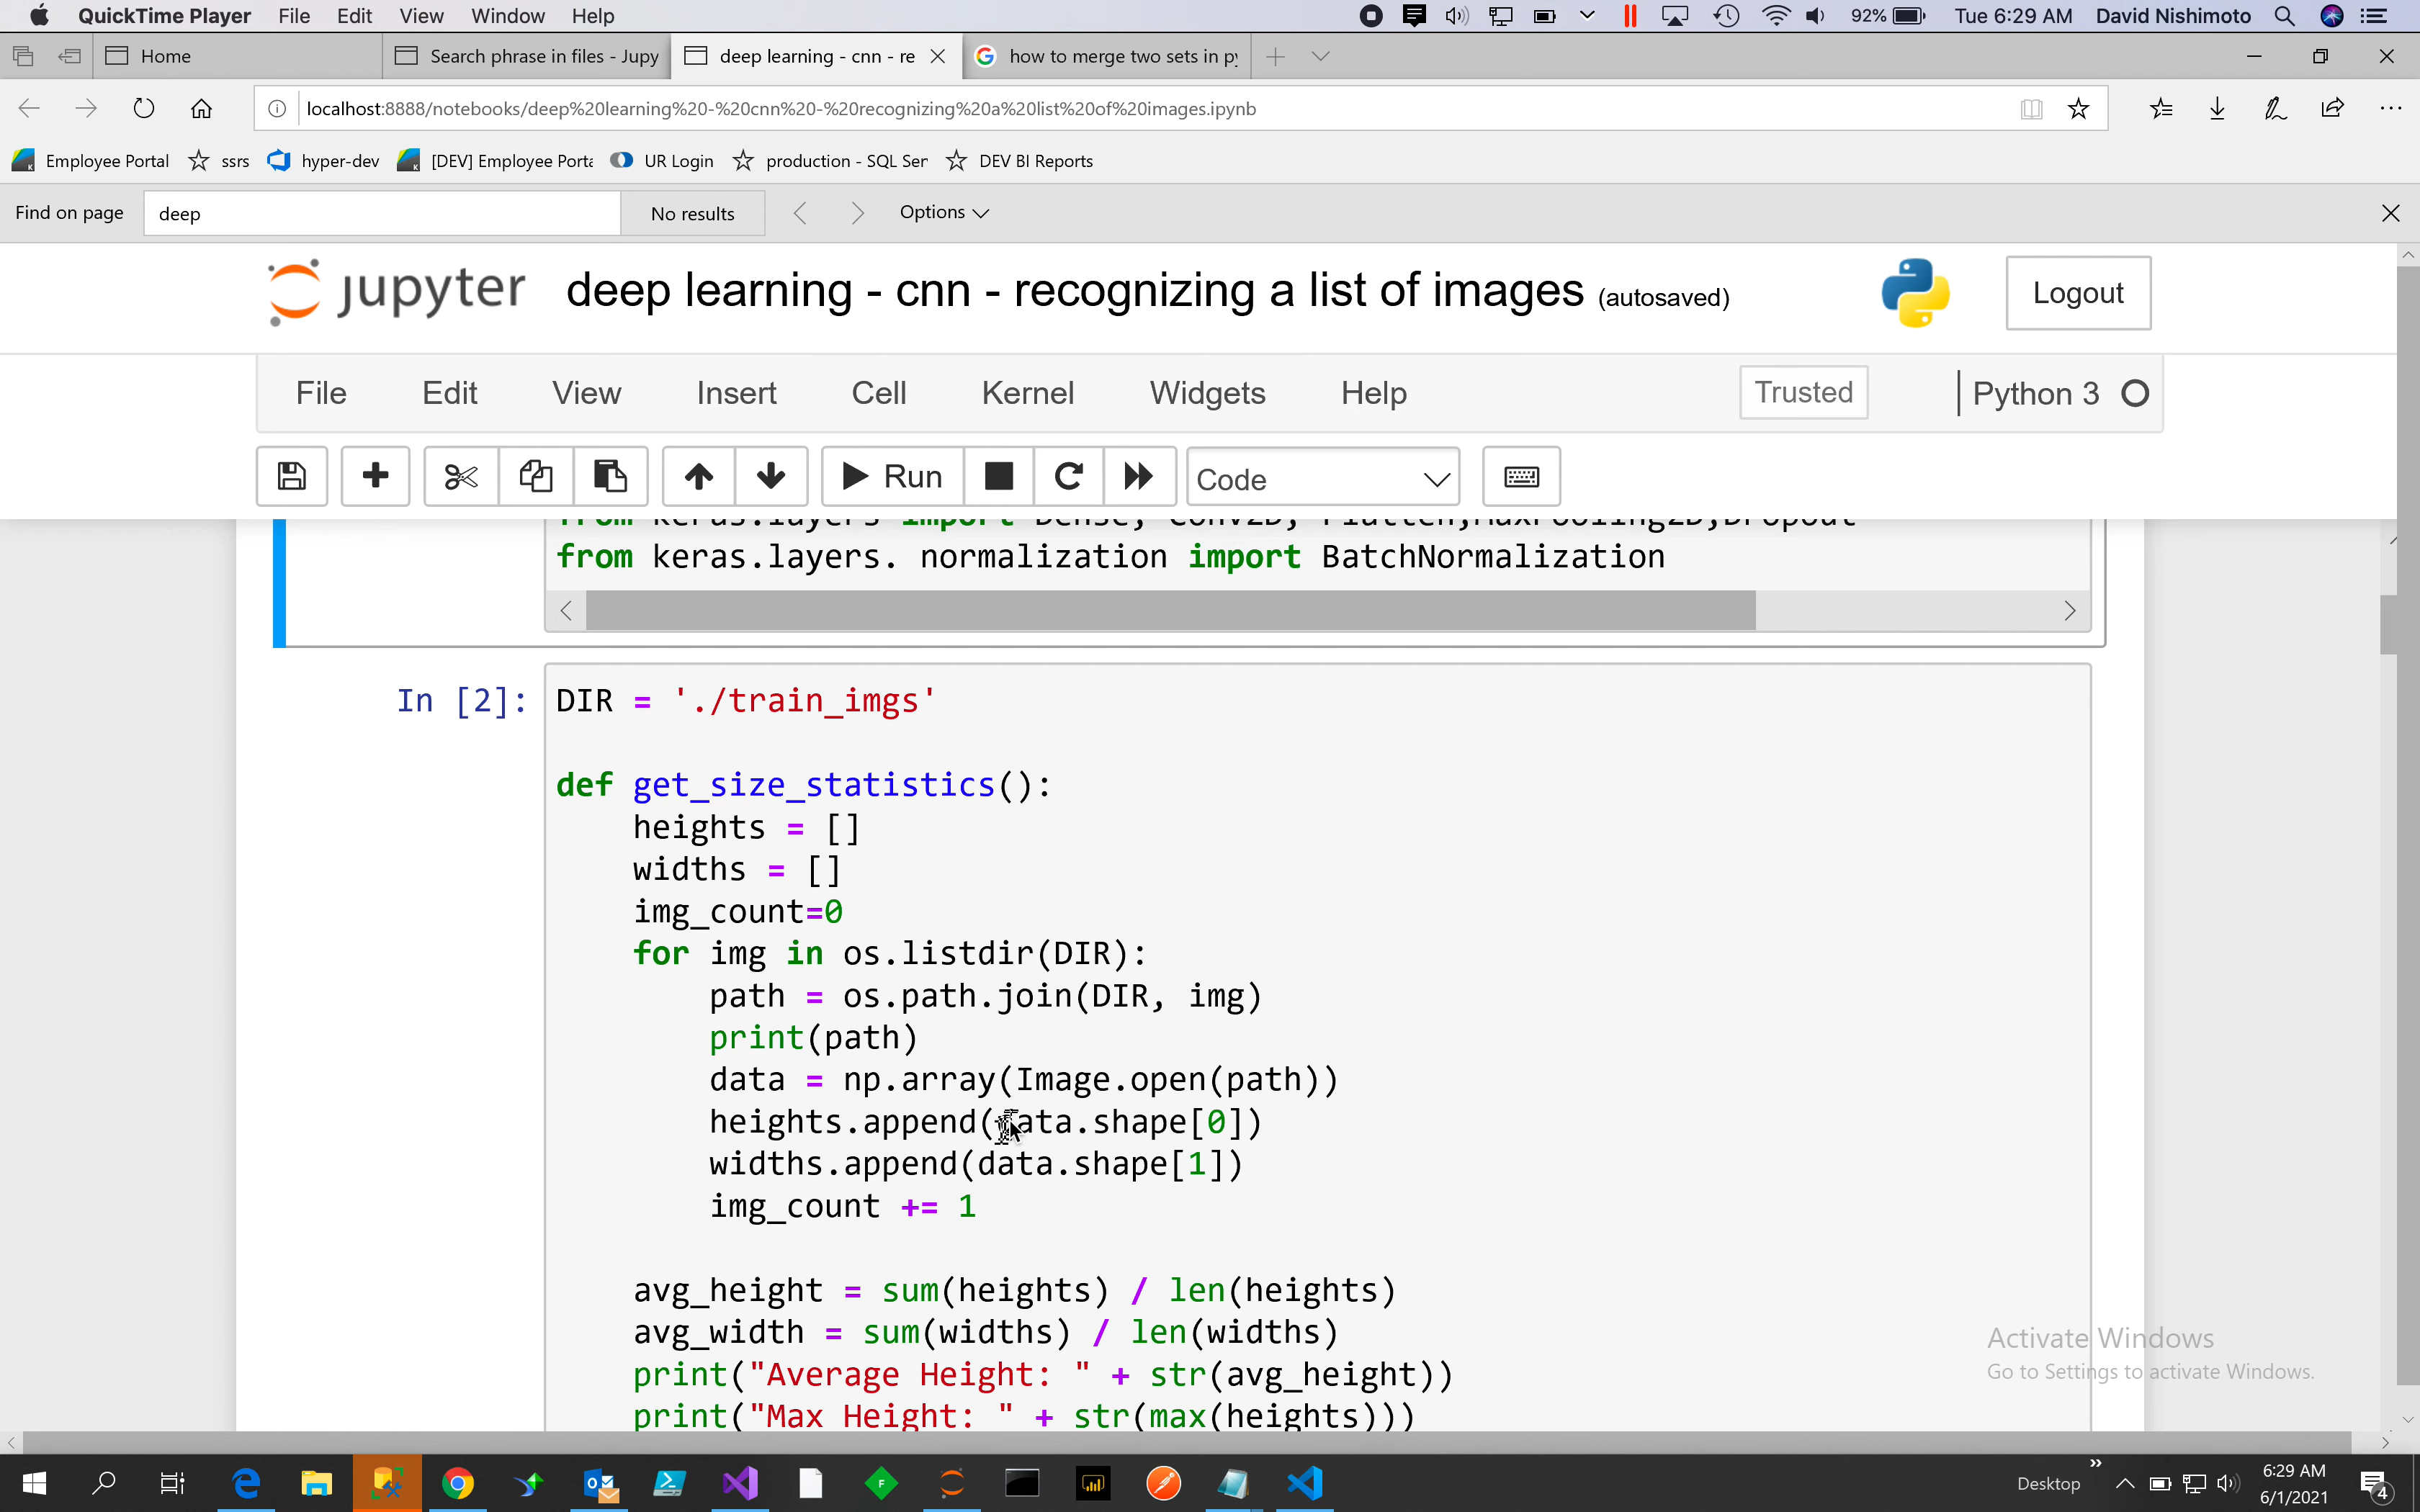 QuickTime Player File Edit View Window Help 92% Tue 6:29 AM David Nishimoto
Home Search phrase in files - Jupy deep learning - cnn - re how to merge two sets in py
localhost:8888/notebooks/deep%20learning%20-%20cnn%20-%20recognizing%20a%20list%20of%20images.ipynb
Employee Portal ssrs hyper-dev [DEV] Employee Porta UR Login production - SQL Ser DEV BI Reports
Find on page deep No results Options
jupyter deep learning - cnn - recognizing a list of images (autosaved) Logout
File Edit View Insert Cell Kernel Widgets Help Trusted Python 3
Run Code
from keras.layers import Dense, Conv2D, Flatten,MaxPooling2D,Dropout
from keras.layers. normalization import BatchNormalization
In [2]: DIR = './train_imgs'
def get_size_statistics():
heights = []
widths = []
img_count=0
for img in os.listdir(DIR):
path = os.path.join(DIR, img)
print(path)
data = np.array(Image.open(path))
heights.append(data.shape[0])
widths.append(data.shape[1])
img_count += 1
avg_height = sum(heights) / len(heights)
avg_width = sum(widths) / len(widths)
print("Average Height: " + str(avg_height))
print("Max Height: " + str(max(heights)))
Activate Windows
Go to Settings to activate Windows.
Desktop 6:29 AM
6/1/2021
4